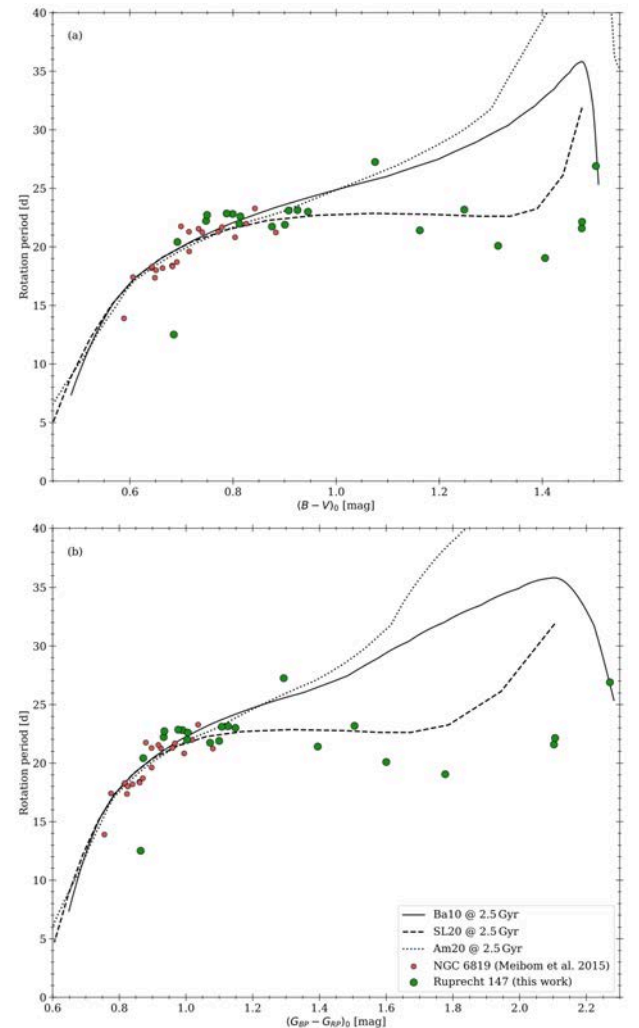 40
(a)
35
30
25
20
15
10
5
0
Rotation period [d]
0.6 0.8 1.0 1.2 1.4
(B − V)₀ [mag]
40
(b)
35
30
25
20
15
10
5
0
Rotation period [d]
Ba10 @ 2.5 Gyr
SL20 @ 2.5 Gyr
Am20 @ 2.5 Gyr
NGC 6819 (Meibom et al. 2015)
Ruprecht 147 (this work)
0.6 0.8 1.0 1.2 1.4 1.6 1.8 2.0 2.2
(G_BP − G_RP)₀ [mag]